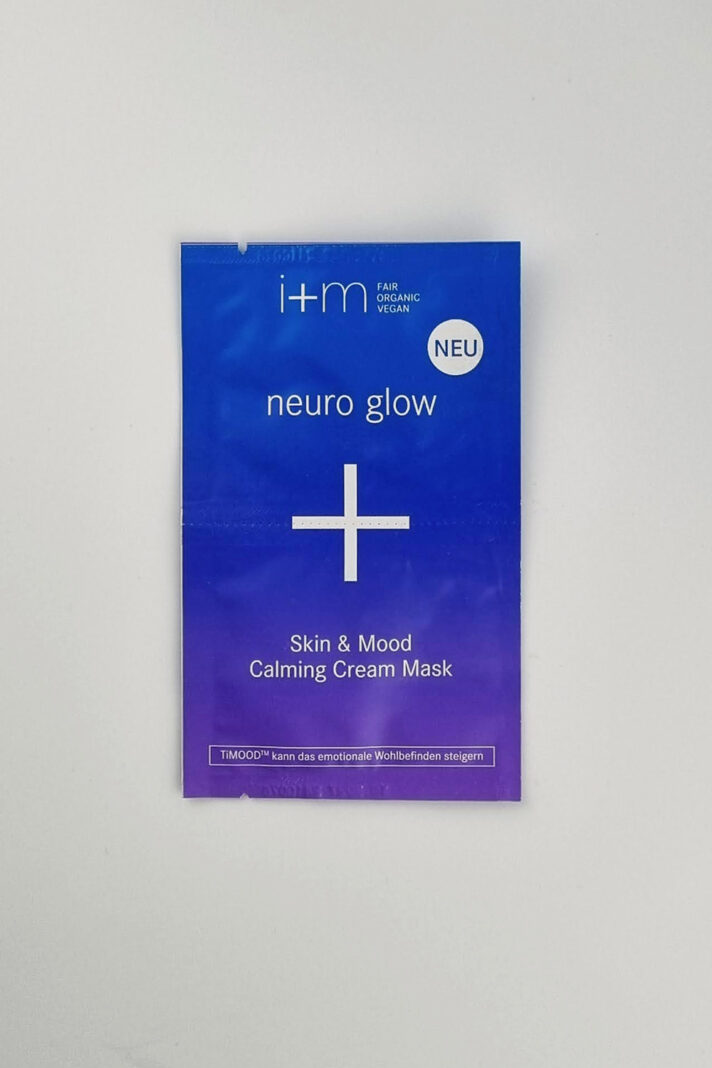 i+m
FAIR
ORGANIC
VEGAN
NEU
neuro glow
Skin & Mood
Calming Cream Mask
TiMOOD™ kann das emotionale Wohlbefinden steigern